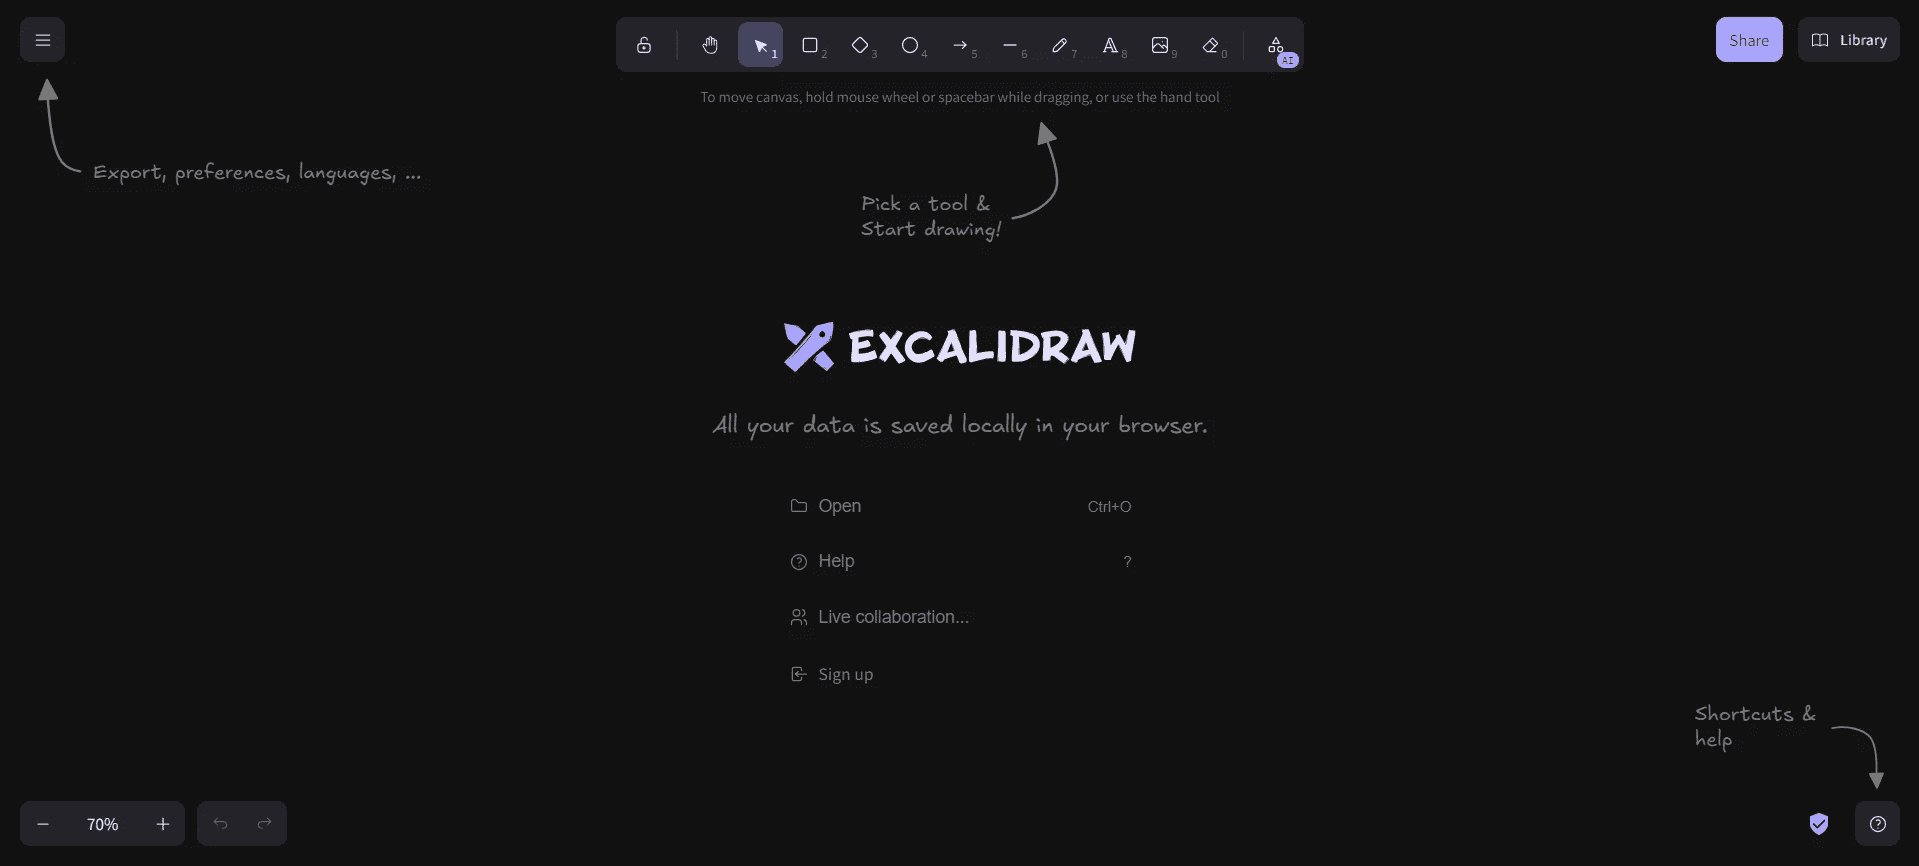 1 2 3 4 5 6 7 8 9 0 AI
Share Library
To move canvas, hold mouse wheel or spacebar while dragging, or use the hand tool
Export, preferences, languages, ...
Pick a tool &
Start drawing!
EXCALIDRAW
All your data is saved locally in your browser.
Open Ctrl+O
Help ?
Live collaboration...
Sign up
Shortcuts &
help
70%